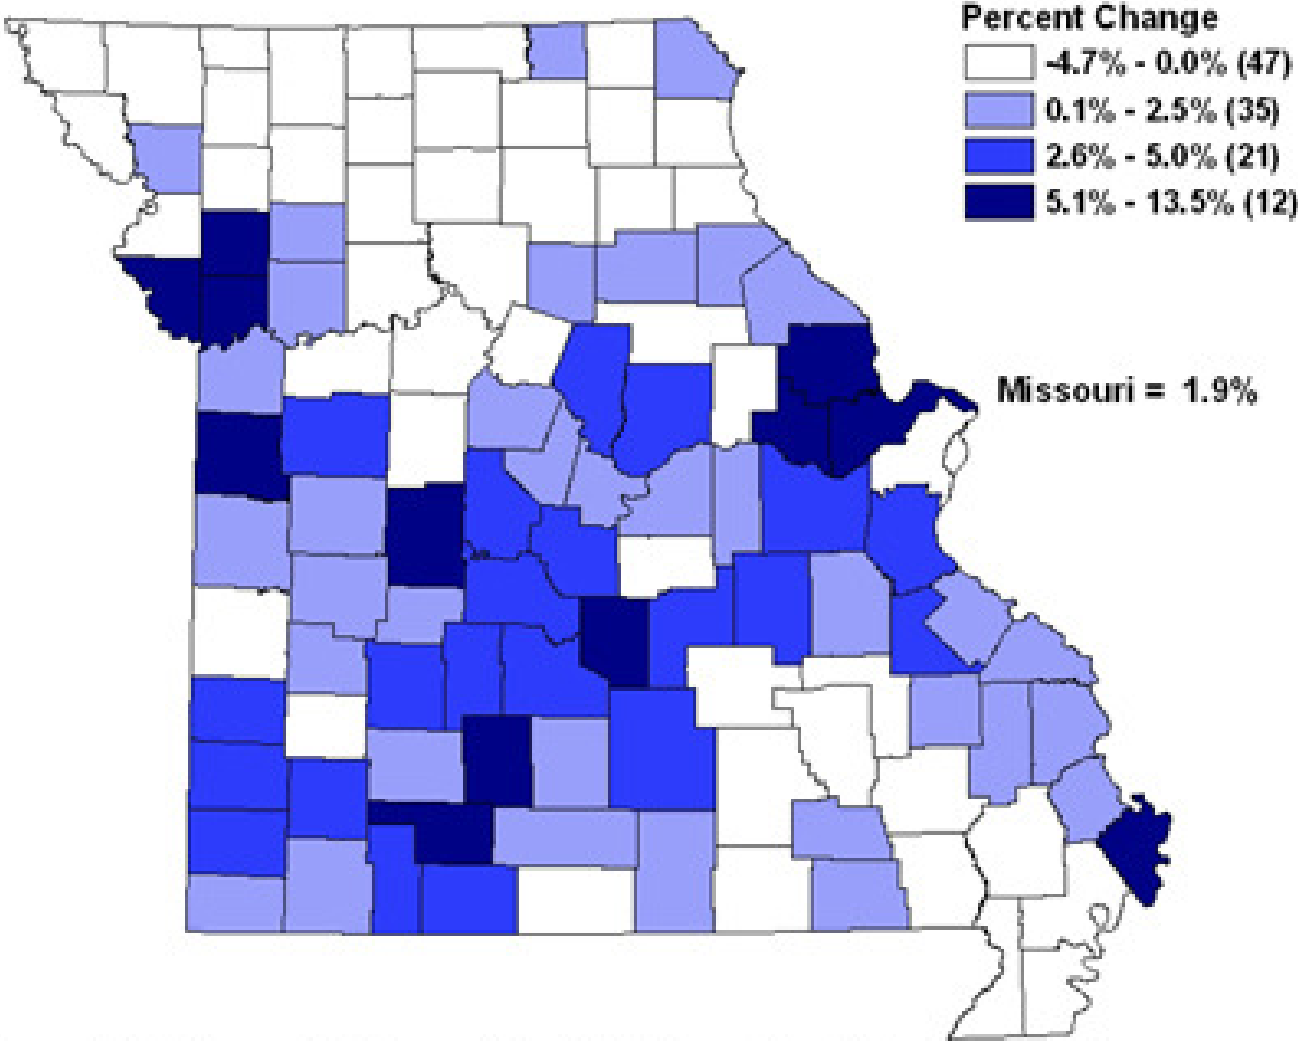 Percent Change
-4.7% - 0.0% (47)
0.1% - 2.5% (35)
2.6% - 5.0% (21)
5.1% - 13.5% (12)
Missouri = 1.9%